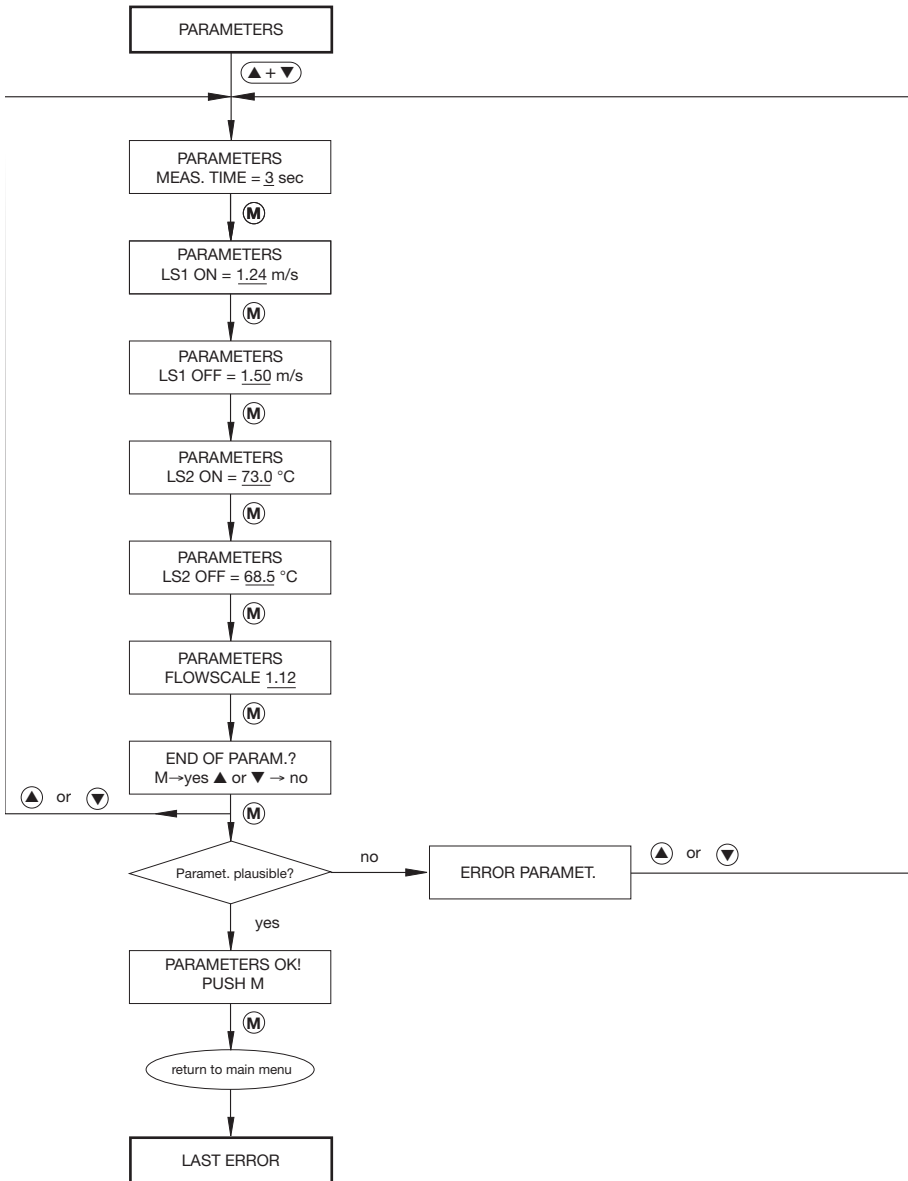 PARAMETERS
▲ + ▼
PARAMETERS
MEAS. TIME = 3 sec
M
PARAMETERS
LS1 ON = 1.24 m/s
M
PARAMETERS
LS1 OFF = 1.50 m/s
M
PARAMETERS
LS2 ON = 73.0 °C
M
PARAMETERS
LS2 OFF = 68.5 °C
M
PARAMETERS
FLOWSCALE 1.12
M
END OF PARAM.?
M→yes ▲ or ▼ → no
▲ or ▼
M
Paramet. plausible?
no
ERROR PARAMET.
▲ or ▼
yes
PARAMETERS OK!
PUSH M
M
return to main menu
LAST ERROR